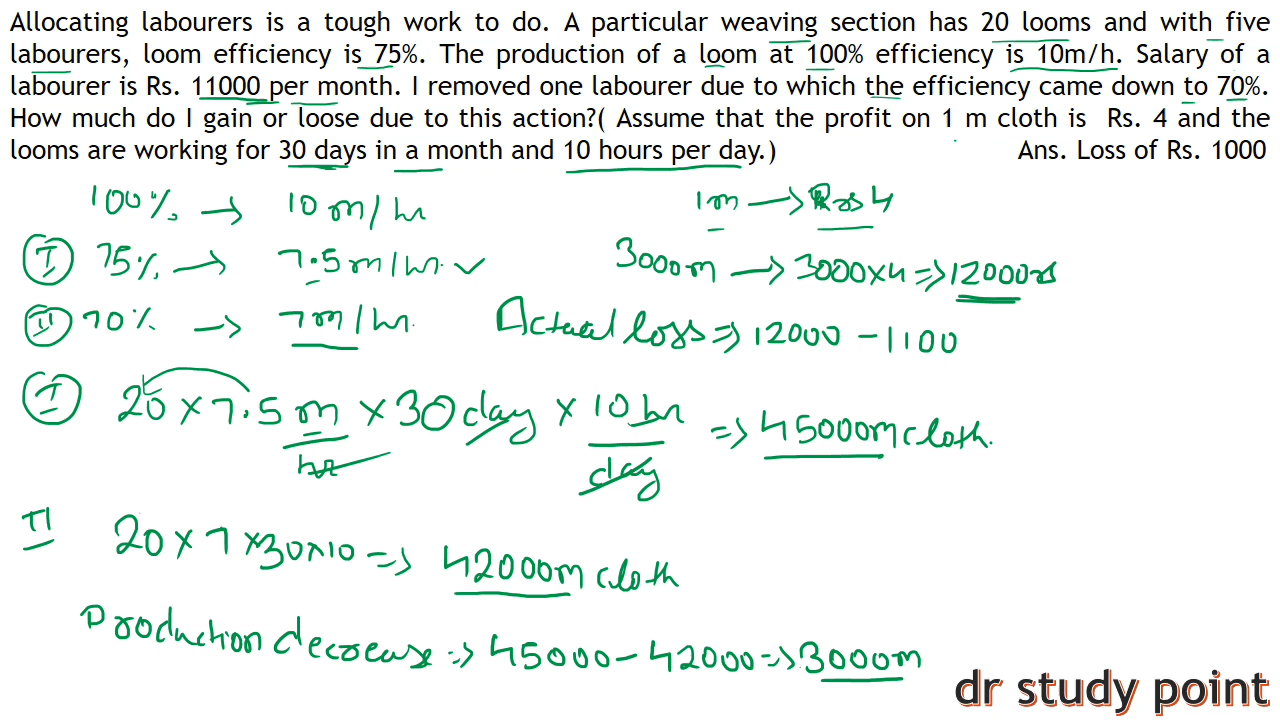 Allocating labourers is a tough work to do. A particular weaving section has 20 looms and with five
labourers, loom efficiency is 75%. The production of a loom at 100% efficiency is 10m/h. Salary of a
labourer is Rs. 11000 per month. I removed one labourer due to which the efficiency came down to 70%.
How much do I gain or loose due to this action?( Assume that the profit on 1 m cloth is Rs. 4 and the
looms are working for 30 days in a month and 10 hours per day.) Ans. Loss of Rs. 1000
100% → 10 m/hr 1m → Rs 4
I 75% → 7.5 m/hr. ✓ 3000m → 3000×4 ⇒ 12000rs
II 70% → 7 m/hr. Actual loss ⇒ 12000 - 1100
I 20 × 7.5 m/hr × 30 day × 10 hr/day ⇒ 45000m cloth.
II 20 × 7 × 30×10 ⇒ 42000m cloth
Production decrease ⇒ 45000 - 42000 ⇒ 3000m
dr study point